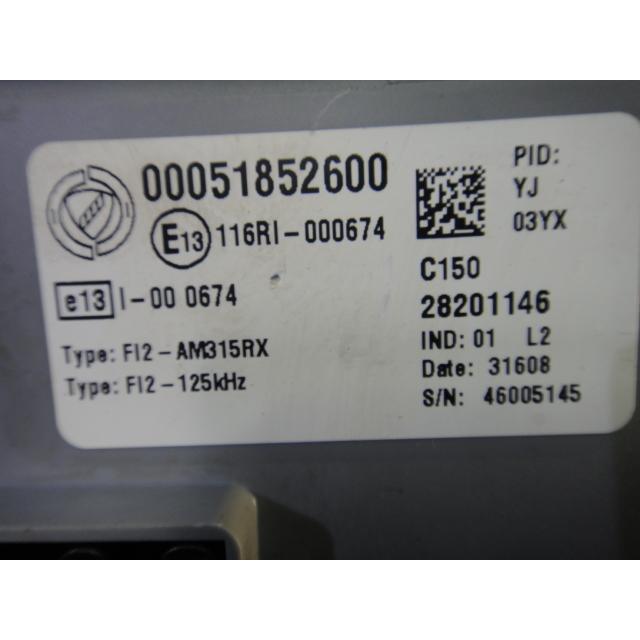 00051852600
E13 116RI-000674
e13 I-00 0674
Type: FI2-AM315RX
Type: FI2-125kHz
PID:
YJ
03YX
C150
28201146
IND: 01 L2
Date: 31608
S/N: 46005145